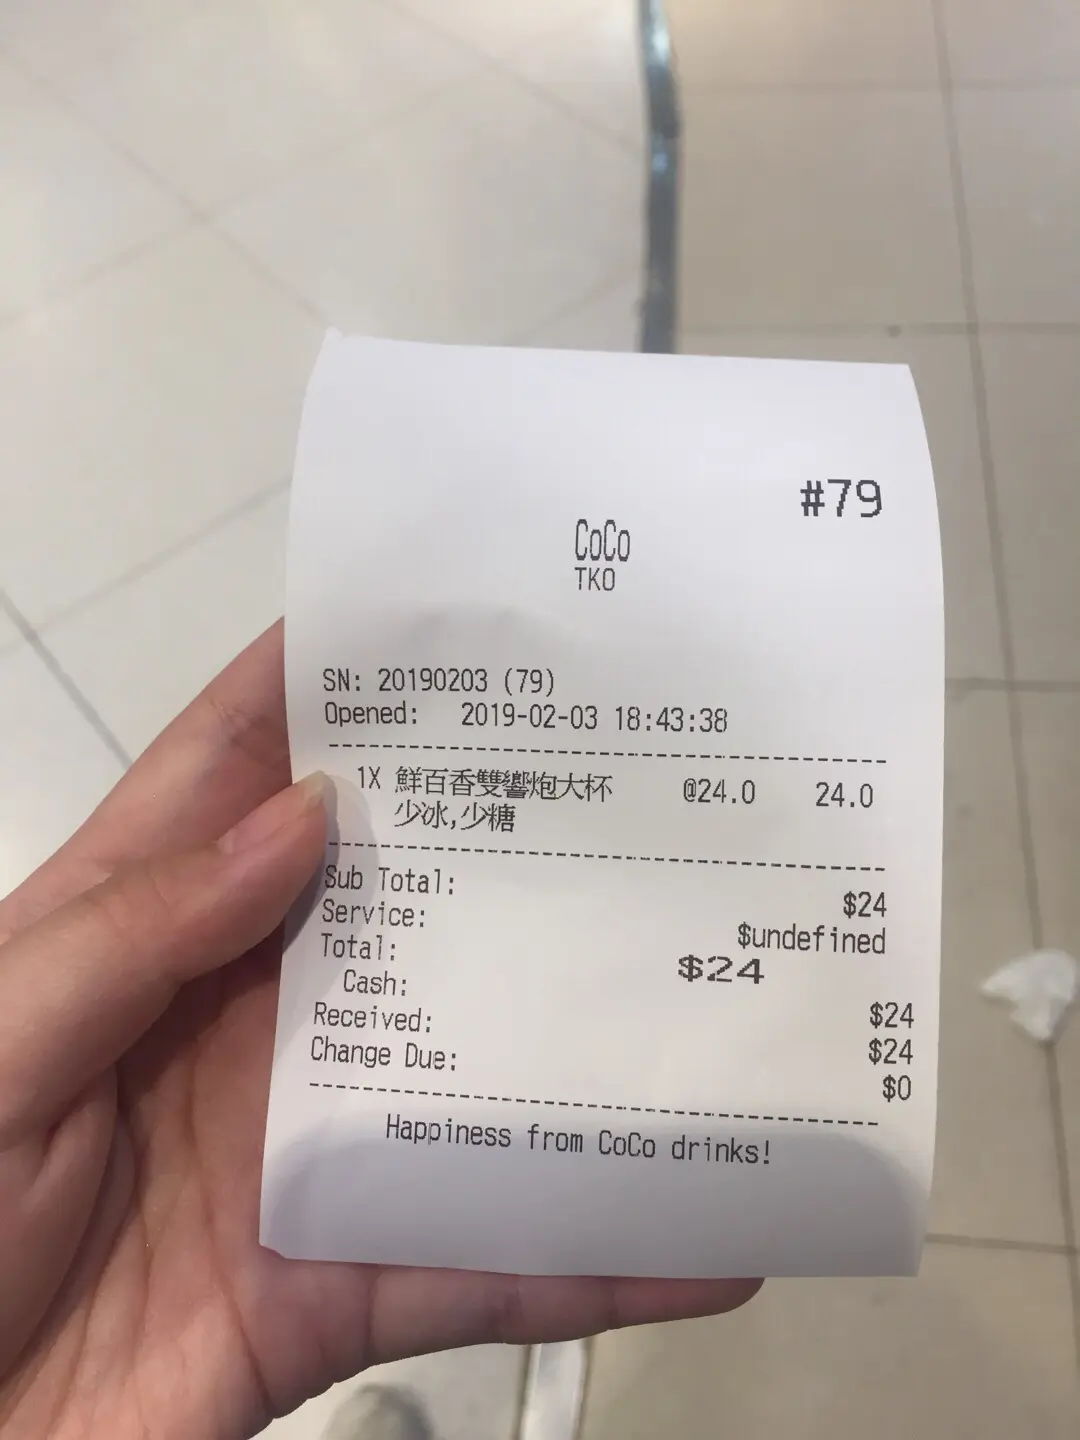 #79
CoCo
TKO
SN: 20190203 (79)
Opened: 2019-02-03 18:43:38
1X 鮮百香雙響炮大杯 @24.0 24.0
少冰,少糖
Sub Total: $24
Service: $undefined
Total: $24
Cash: $24
Received: $24
Change Due: $0
Happiness from CoCo drinks!